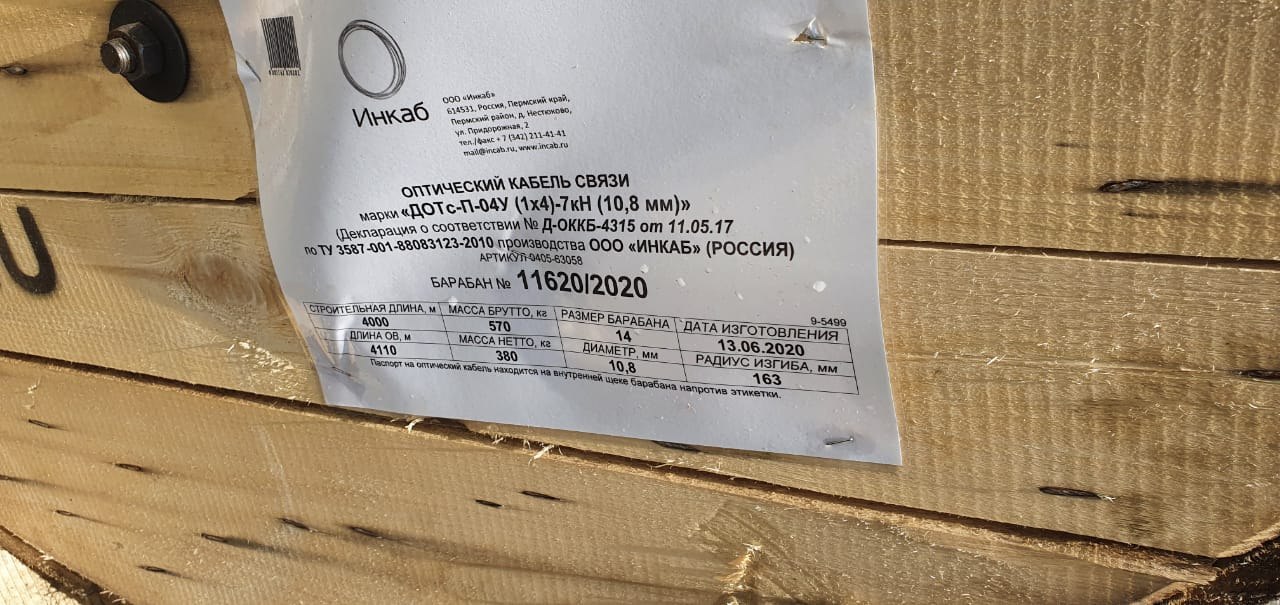 Инкаб
ООО «Инкаб»
614531, Россия, Пермский край,
Пермский район, д. Нестюково,
ул. Придорожная, 2
тел./факс + 7 (342) 211-41-41
mail@incab.ru, www.incab.ru
ОПТИЧЕСКИЙ КАБЕЛЬ СВЯЗИ
марки «ДОТс-П-04У (1х4)-7кН (10,8 мм)»
(Декларация о соответствии № Д-ОККБ-4315 от 11.05.17
по ТУ 3587-001-88083123-2010 производства ООО «ИНКАБ» (РОССИЯ)
АРТИКУЛ 0405-63058
БАРАБАН № 11620/2020
9-5499
СТРОИТЕЛЬНАЯ ДЛИНА, м МАССА БРУТТО, кг РАЗМЕР БАРАБАНА ДАТА ИЗГОТОВЛЕНИЯ
4000 570 14 13.06.2020
ДЛИНА ОВ, м МАССА НЕТТО, кг ДИАМЕТР, мм РАДИУС ИЗГИБА, мм
4110 380 10,8 163
Паспорт на оптический кабель находится на внутренней щеке барабана напротив этикетки.